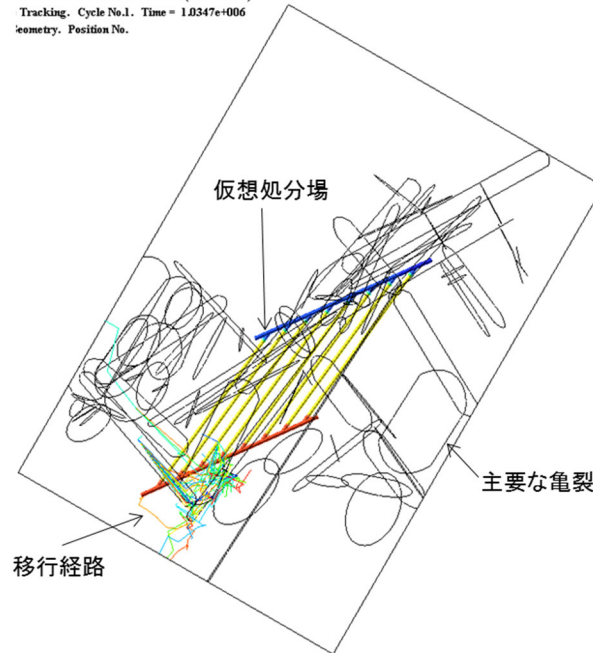 Tracking. Cycle No.1. Time = 1.0347e+006
eometry. Position No.
仮想処分場
主要な亀裂
移行経路